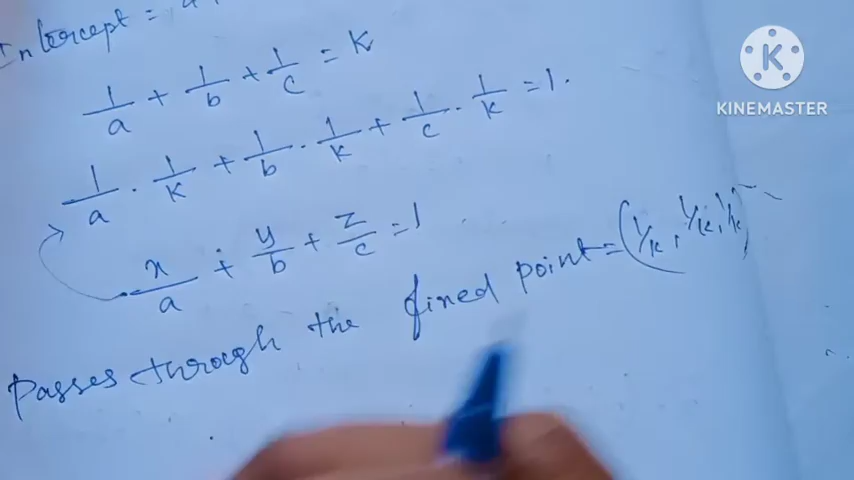 Intercept =
1/a + 1/b + 1/c = k
1/a · 1/k + 1/b · 1/k + 1/c · 1/k = 1.
x/a + y/b + z/c = 1
Passes through the fixed point = (1/k, 1/k, 1/k)
K
KINEMASTER